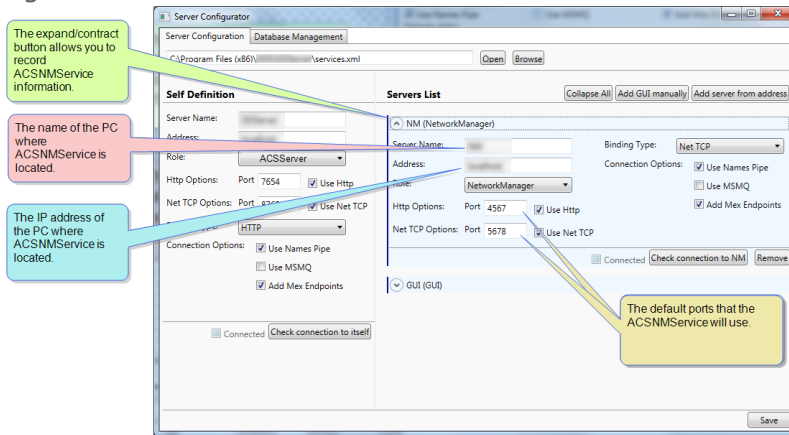 Server Configurator
Server Configuration Database Management
C:\Program Files (x86)\ \services.xml Open Browse
The expand/contract
button allows you to
record
ACSNMService
information.
The name of the PC
where
ACSNMService is
located.
The IP address of
the PC where
ACSNMService is
located.
Self Definition
Server Name:
Address:
Role: ACSServer
Http Options: Port 7654 Use Http
Net TCP Options: Port Use Net TCP
HTTP
Connection Options: Use Names Pipe
Use MSMQ
Add Mex Endpoints
Connected Check connection to itself
Servers List Collapse All Add GUI manually Add server from address
NM (NetworkManager)
Server Name: Binding Type: Net TCP
Address: Connection Options: Use Names Pipe
Role: NetworkManager Use MSMQ
Http Options: Port 4567 Use Http Add Mex Endpoints
Net TCP Options: Port 5678 Use Net TCP
Connected Check connection to NM Remove
GUI (GUI)
The default ports that the
ACSNMService will use.
Save